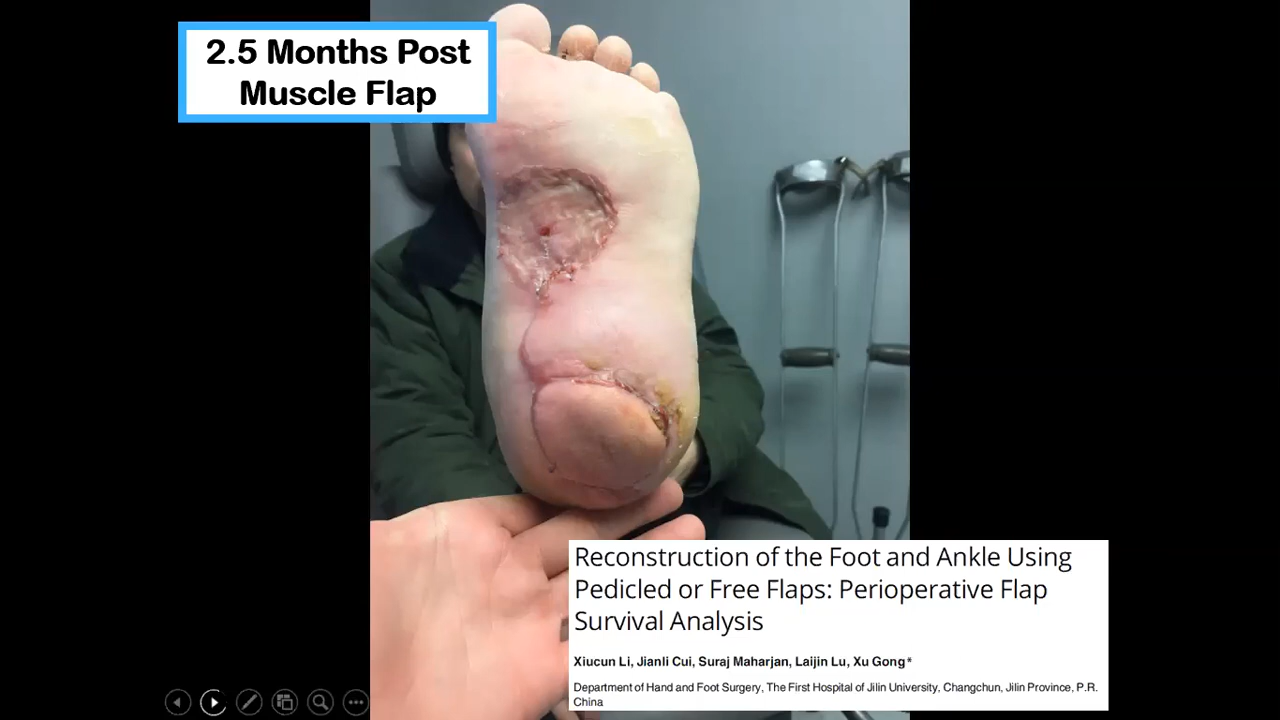 2.5 Months Post
Muscle Flap
Reconstruction of the Foot and Ankle Using
Pedicled or Free Flaps: Perioperative Flap
Survival Analysis
Xiucun Li, Jianli Cui, Suraj Maharjan, Laijin Lu, Xu Gong*
Department of Hand and Foot Surgery, The First Hospital of Jilin University, Changchun, Jilin Province, P.R.
China